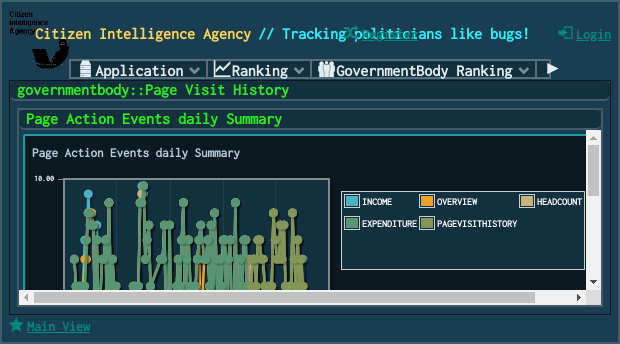 Citizen
Intelligence
Agency
Citizen Intelligence Agency // Tracking politicians like bugs!
Register
Login
Application
Ranking
GovernmentBody Ranking
governmentbody::Page Visit History
Page Action Events daily Summary
Page Action Events daily Summary
10.00
INCOME
OVERVIEW
HEADCOUNT
EXPENDITURE
PAGEVISITHISTORY
Main View